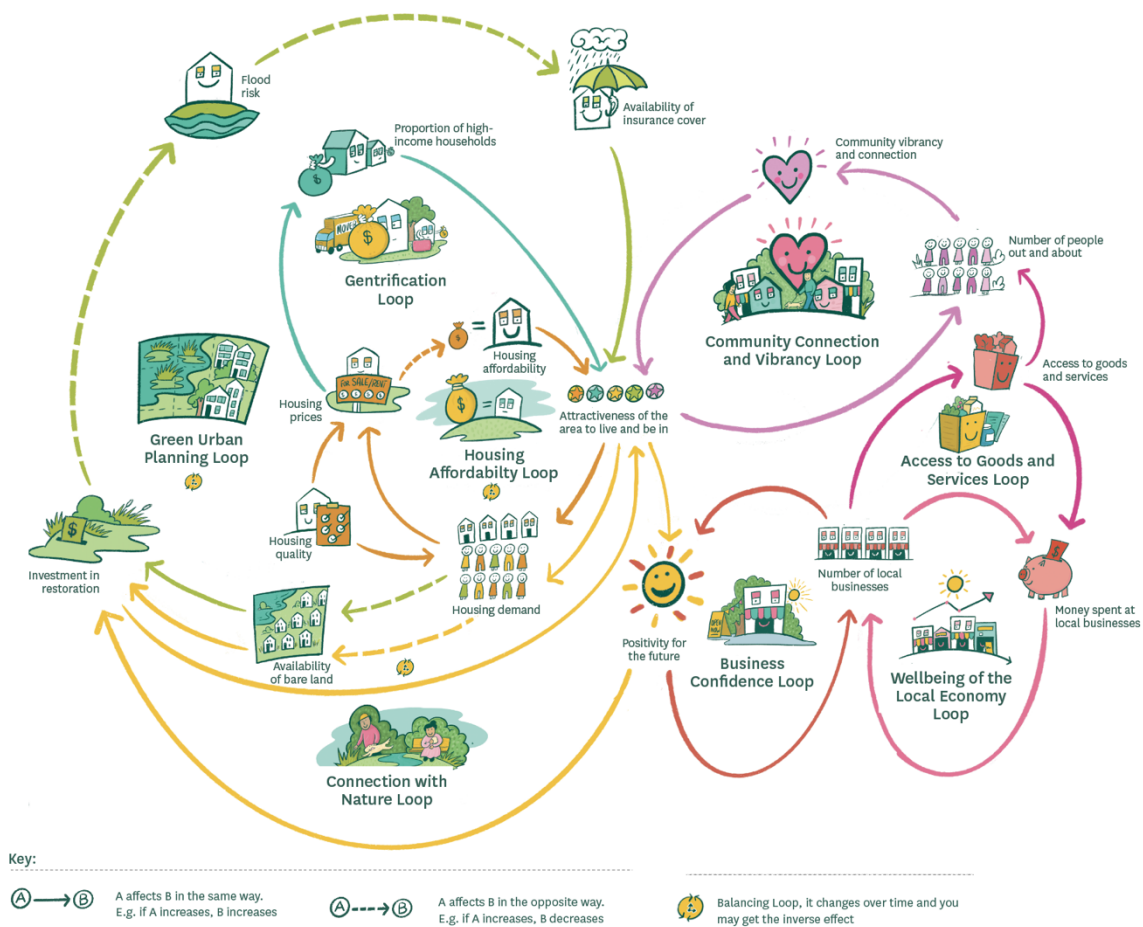 Flood
risk
Availability of
insurance cover
Proportion of high-
income households
MOVE
$
$
Gentrification
Loop
Community vibrancy
and connection
Number of people
out and about
Community Connection
and Vibrancy Loop
Access to goods
and services
Access to Goods and
Services Loop
Housing
affordability
FOR SALE/RENT
$ $ $ $
Housing
prices
$
=
Housing
Affordabilty Loop
Attractiveness of the
area to live and be in
Green Urban
Planning Loop
$
Investment in
restoration
Housing
quality
Housing demand
Availability
of bare land
Positivity for
the future
OPEN
NOW
Business
Confidence Loop
Number of local
businesses
$
Money spent at
local businesses
Wellbeing of the
Local Economy
Loop
Connection with
Nature Loop
Key:
A B
A affects B in the same way.
E.g. if A increases, B increases
A B
A affects B in the opposite way.
E.g. if A increases, B decreases
Balancing Loop, it changes over time and you
may get the inverse effect